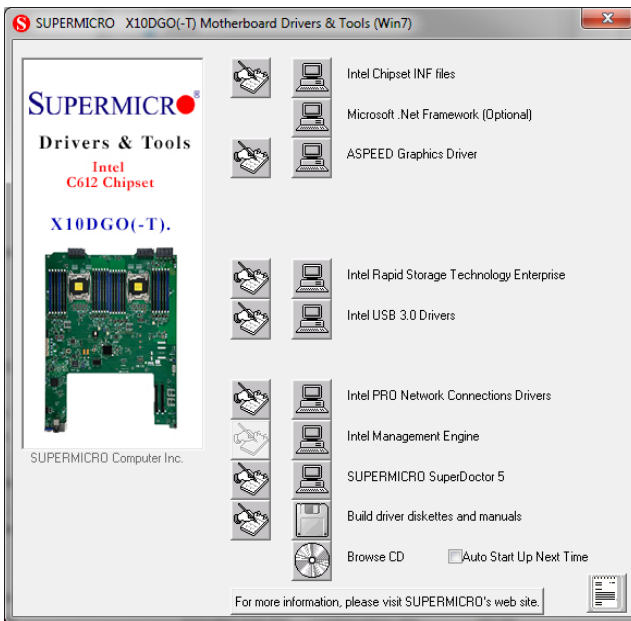 SUPERMICRO X10DGO(-T) Motherboard Drivers & Tools (Win7)
SUPERMICRO®
Drivers & Tools
Intel
C612 Chipset
X10DGO(-T).
SUPERMICRO Computer Inc.
Intel Chipset INF files
Microsoft .Net Framework (Optional)
ASPEED Graphics Driver
Intel Rapid Storage Technology Enterprise
Intel USB 3.0 Drivers
Intel PRO Network Connections Drivers
Intel Management Engine
SUPERMICRO SuperDoctor 5
Build driver diskettes and manuals
Browse CD
Auto Start Up Next Time
For more information, please visit SUPERMICRO's web site.